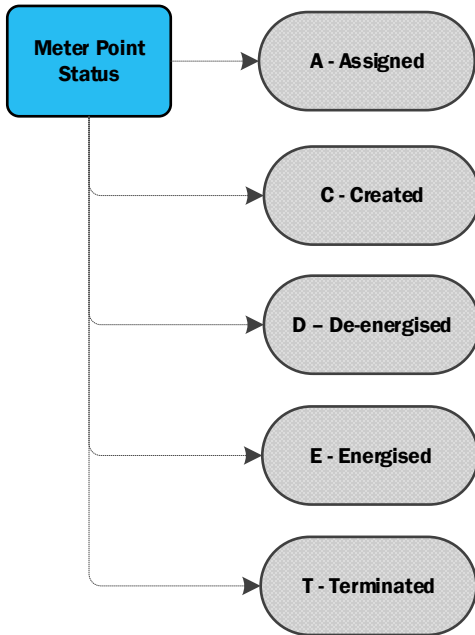 Meter Point
Status
A - Assigned
C - Created
D – De-energised
E - Energised
T - Terminated